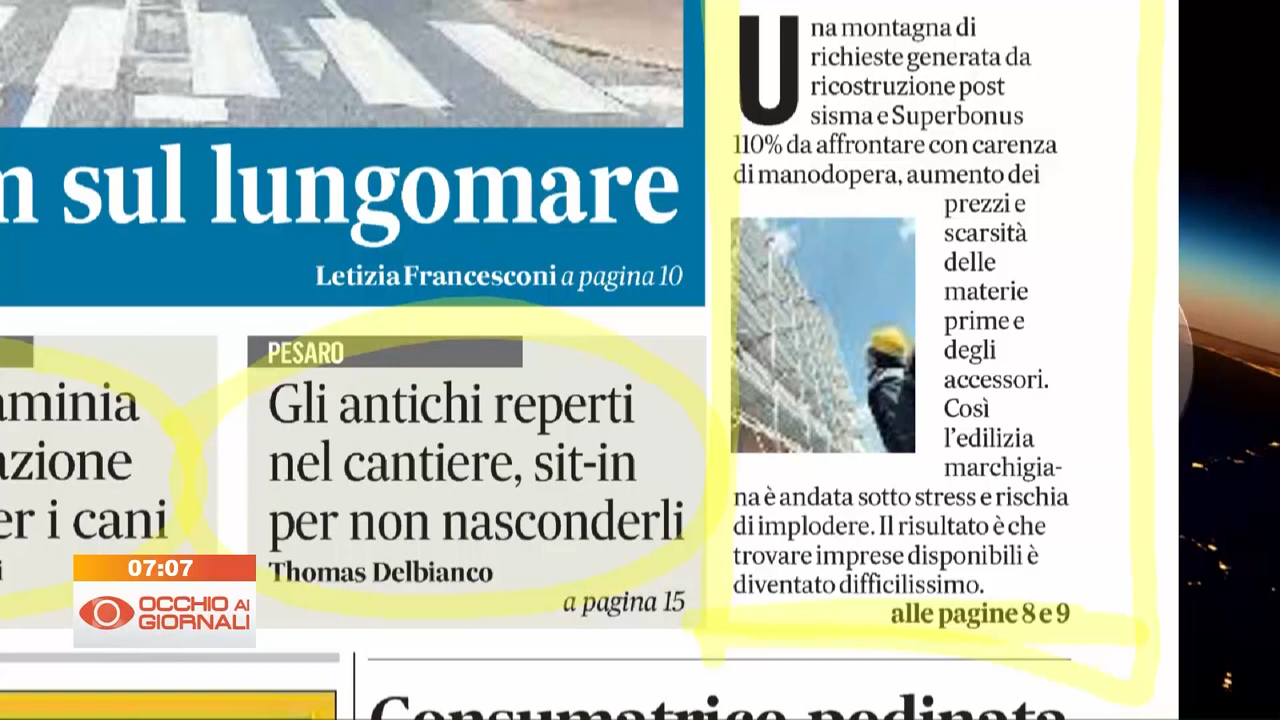 sul lungomare
Letizia Francesconi a pagina 10
PESARO
Gli antichi reperti
nel cantiere, sit-in
per non nasconderli
Thomas Delbianco
a pagina 15
i cani
Una montagna di
richieste generata da
ricostruzione post
sisma e Superbonus
110% da affrontare con carenza
di manodopera, aumento dei
prezzi e
scarsità
delle
materie
prime e
degli
accessori.
Così
l'edilizia
marchigia-
na è andata sotto stress e rischia
di implodere. Il risultato è che
trovare imprese disponibili è
diventato difficilissimo.
alle pagine 8 e 9
07:07
OCCHIO AI
GIORNALI
Consumatrice pedinata